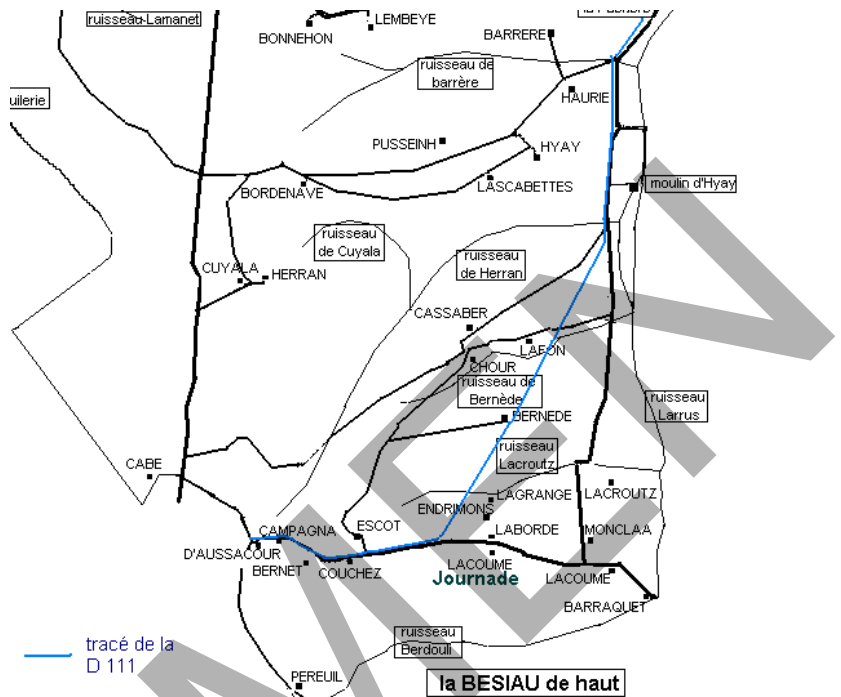 ruisseau Lamanet
LEMBEYE
BONNEHON
BARRERE
ruisseau de
barrère
uilerie
HAURIE
PUSSEINH
HYAY
BORDENAVE
LASCABETTES
moulin d'Hyay
ruisseau
de Cuyala
ruisseau
de Herran
CUYALA
HERRAN
CASSABER
LAFON
CHOUR
ruisseau de
Bernède
BERNEDE
ruisseau
Larrus
ruisseau
Lacroutz
CABE
LAGRANGE
LACROUTZ
ENDRIMONS
CAMPAGNA
ESCOT
LABORDE
MONCLAA
D'AUSSACOUR
BERNET
COUCHEZ
LACOUME
Journade
LACOUME
BARRAQUET
tracé de la
D 111
ruisseau
Berdouli
PEREUIL
la BESIAU de haut
MEN